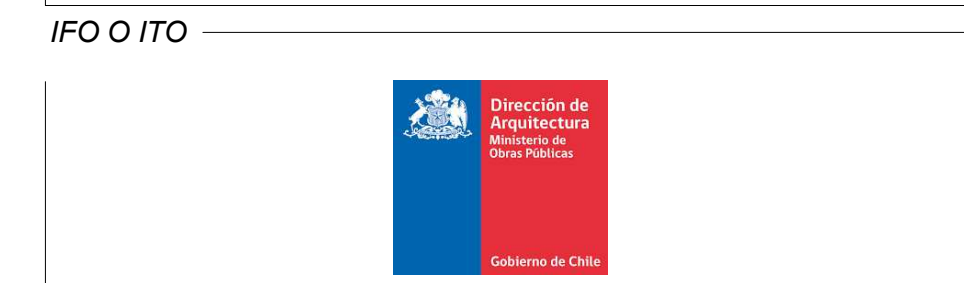 IFO O ITO
Dirección de
Arquitectura
Ministerio de
Obras Públicas
Gobierno de Chile